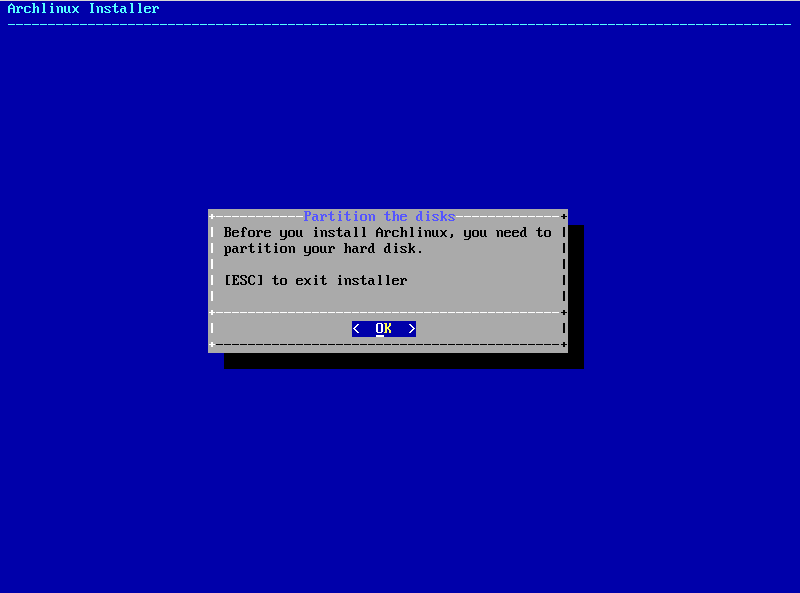 Archlinux Installer
Partition the disks
Before you install Archlinux, you need to
partition your hard disk.
[ESC] to exit installer
< OK >